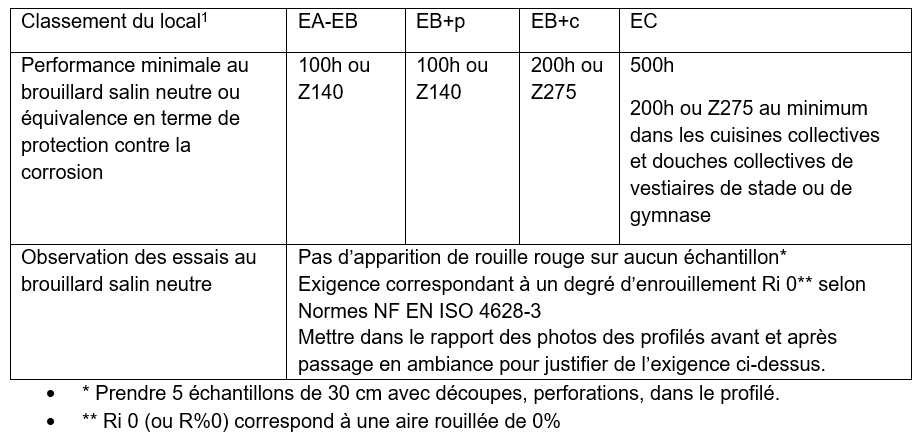 Classement du local1
EA-EB
EB+p
EB+c
EC
Performance minimale au
brouillard salin neutre ou
équivalence en terme de
protection contre la
corrosion
100h ou
Z140
100h ou
Z140
200h ou
Z275
500h
200h ou Z275 au minimum
dans les cuisines collectives
et douches collectives de
vestiaires de stade ou de
gymnase
Observation des essais au
brouillard salin neutre
Pas d’apparition de rouille rouge sur aucun échantillon*
Exigence correspondant à un degré d’enrouillement Ri 0** selon
Normes NF EN ISO 4628-3
Mettre dans le rapport des photos des profilés avant et après
passage en ambiance pour justifier de l’exigence ci-dessus.
• * Prendre 5 échantillons de 30 cm avec découpes, perforations, dans le profilé.
• ** Ri 0 (ou R%0) correspond à une aire rouillée de 0%